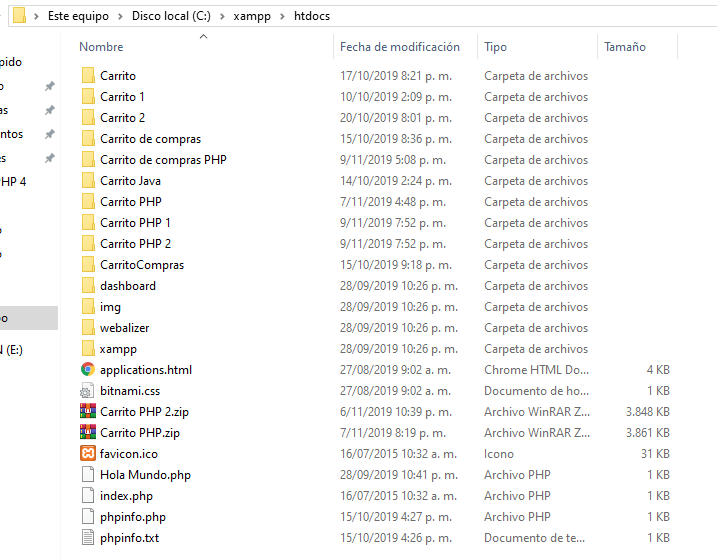 Este equipo > Disco local (C:) > xampp > htdocs
Nombre Fecha de modificación Tipo Tamaño
Carrito 17/10/2019 8:21 p. m. Carpeta de archivos
Carrito 1 10/10/2019 2:09 p. m. Carpeta de archivos
Carrito 2 20/10/2019 8:01 p. m. Carpeta de archivos
Carrito de compras 15/10/2019 8:36 p. m. Carpeta de archivos
Carrito de compras PHP 9/11/2019 5:08 p. m. Carpeta de archivos
Carrito Java 14/10/2019 2:24 p. m. Carpeta de archivos
Carrito PHP 7/11/2019 4:48 p. m. Carpeta de archivos
Carrito PHP 1 9/11/2019 7:52 p. m. Carpeta de archivos
Carrito PHP 2 9/11/2019 7:52 p. m. Carpeta de archivos
CarritoCompras 15/10/2019 9:18 p. m. Carpeta de archivos
dashboard 28/09/2019 10:26 p. m. Carpeta de archivos
img 28/09/2019 10:26 p. m. Carpeta de archivos
webalizer 28/09/2019 10:26 p. m. Carpeta de archivos
xampp 28/09/2019 10:26 p. m. Carpeta de archivos
applications.html 27/08/2019 9:02 a. m. Chrome HTML Do... 4 KB
bitnami.css 27/08/2019 9:02 a. m. Documento de ho... 1 KB
Carrito PHP 2.zip 6/11/2019 10:39 p. m. Archivo WinRAR Z... 3.848 KB
Carrito PHP.zip 7/11/2019 8:19 p. m. Archivo WinRAR Z... 3.861 KB
favicon.ico 16/07/2015 10:32 a. m. Icono 31 KB
Hola Mundo.php 28/09/2019 10:41 p. m. Archivo PHP 1 KB
index.php 16/07/2015 10:32 a. m. Archivo PHP 1 KB
phpinfo.php 15/10/2019 4:27 p. m. Archivo PHP 1 KB
phpinfo.txt 15/10/2019 4:26 p. m. Documento de te... 1 KB
pido
o
as
ntos
es
HP 4
o
o
po
N (E:)